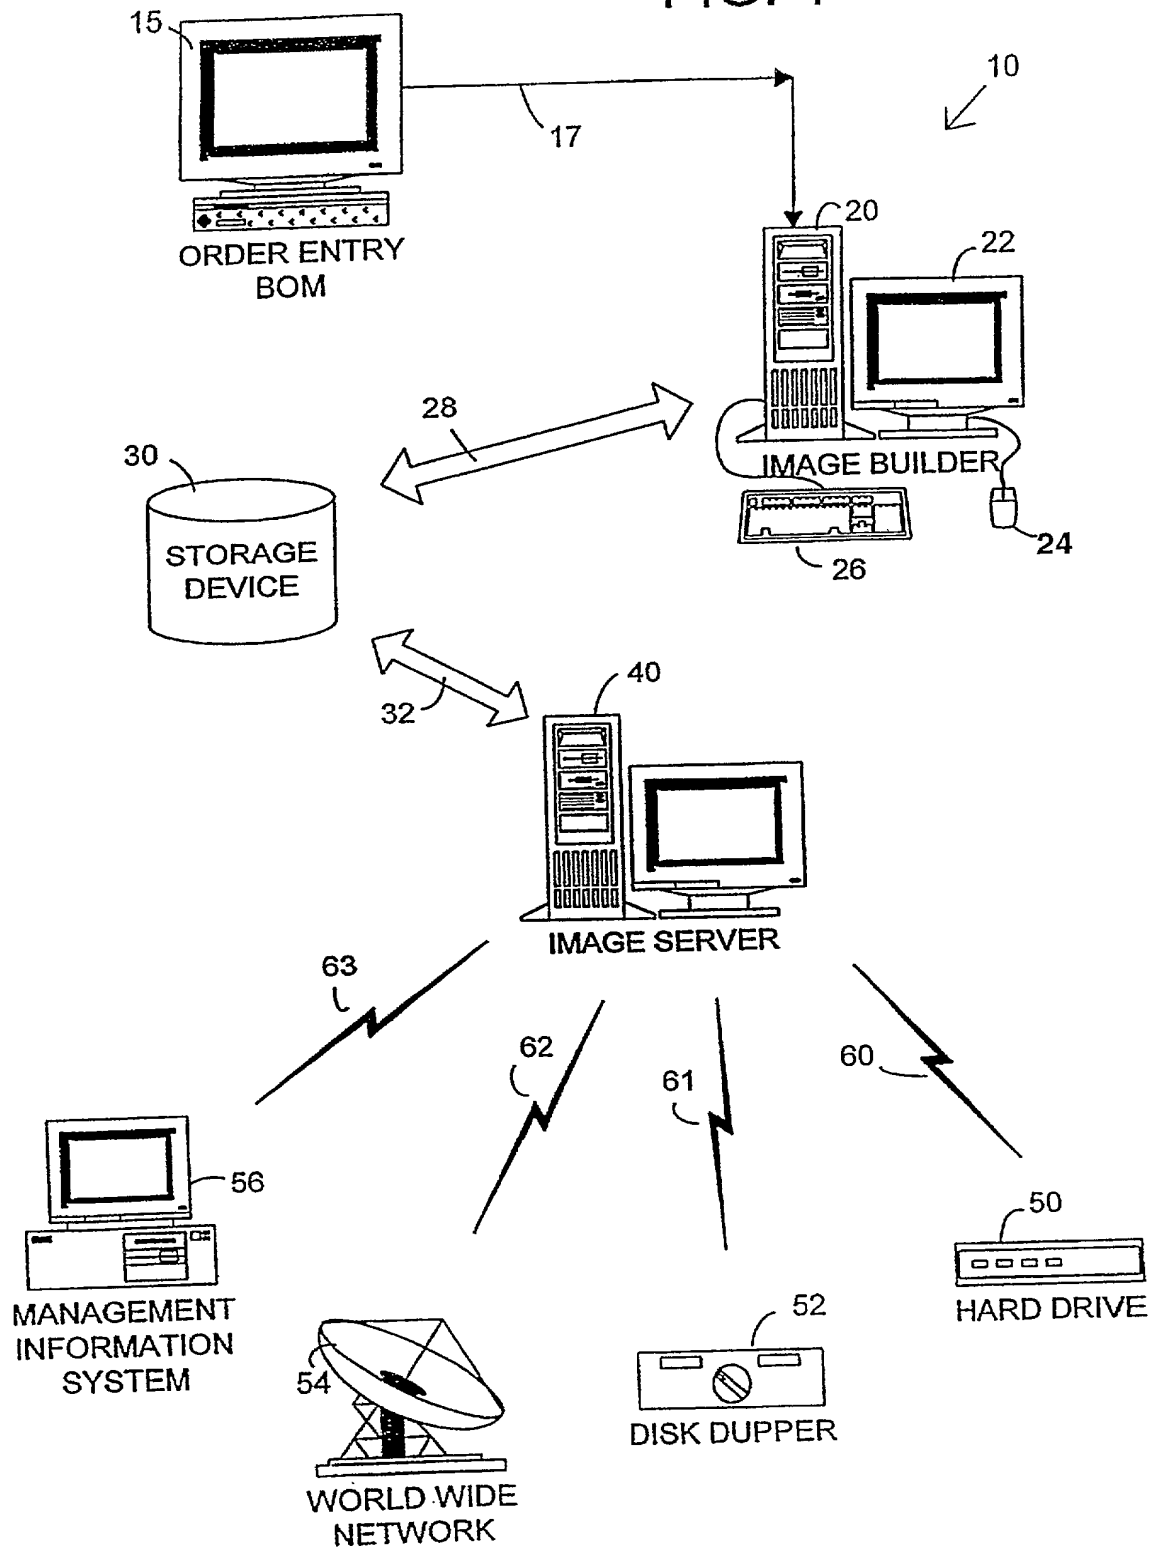 15
17
10
ORDER ENTRY
BOM
20
22
28
30
IMAGE BUILDER
STORAGE
DEVICE
26
24
32
40
IMAGE SERVER
63
62
61
60
56
50
MANAGEMENT
INFORMATION
SYSTEM
HARD DRIVE
54
52
DISK DUPPER
WORLD WIDE
NETWORK